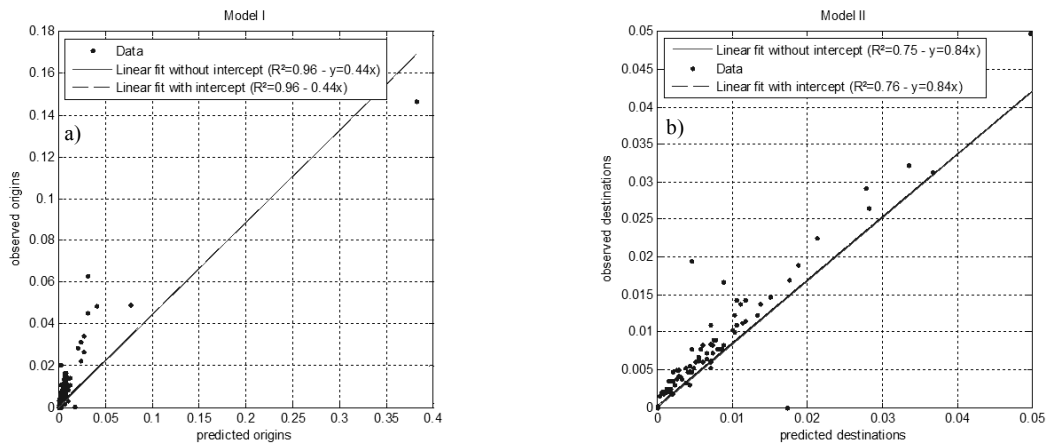 Model I
0.18
0.16
0.14
0.12
0.1
0.08
0.06
0.04
0.02
0
observed origins
Data
Linear fit without intercept (R²=0.96 - y=0.44x)
Linear fit with intercept (R²=0.96 - 0.44x)
a)
0
0.05
0.1
0.15
0.2
0.25
0.3
0.35
0.4
predicted origins
Model II
0.05
0.045
0.04
0.035
0.03
0.025
0.02
0.015
0.01
0.005
0
observed destinations
Linear fit without intercept (R²=0.75 - y=0.84x)
Data
Linear fit with intercept (R²=0.76 - y=0.84x)
b)
0
0.01
0.02
0.03
0.04
0.05
predicted destinations